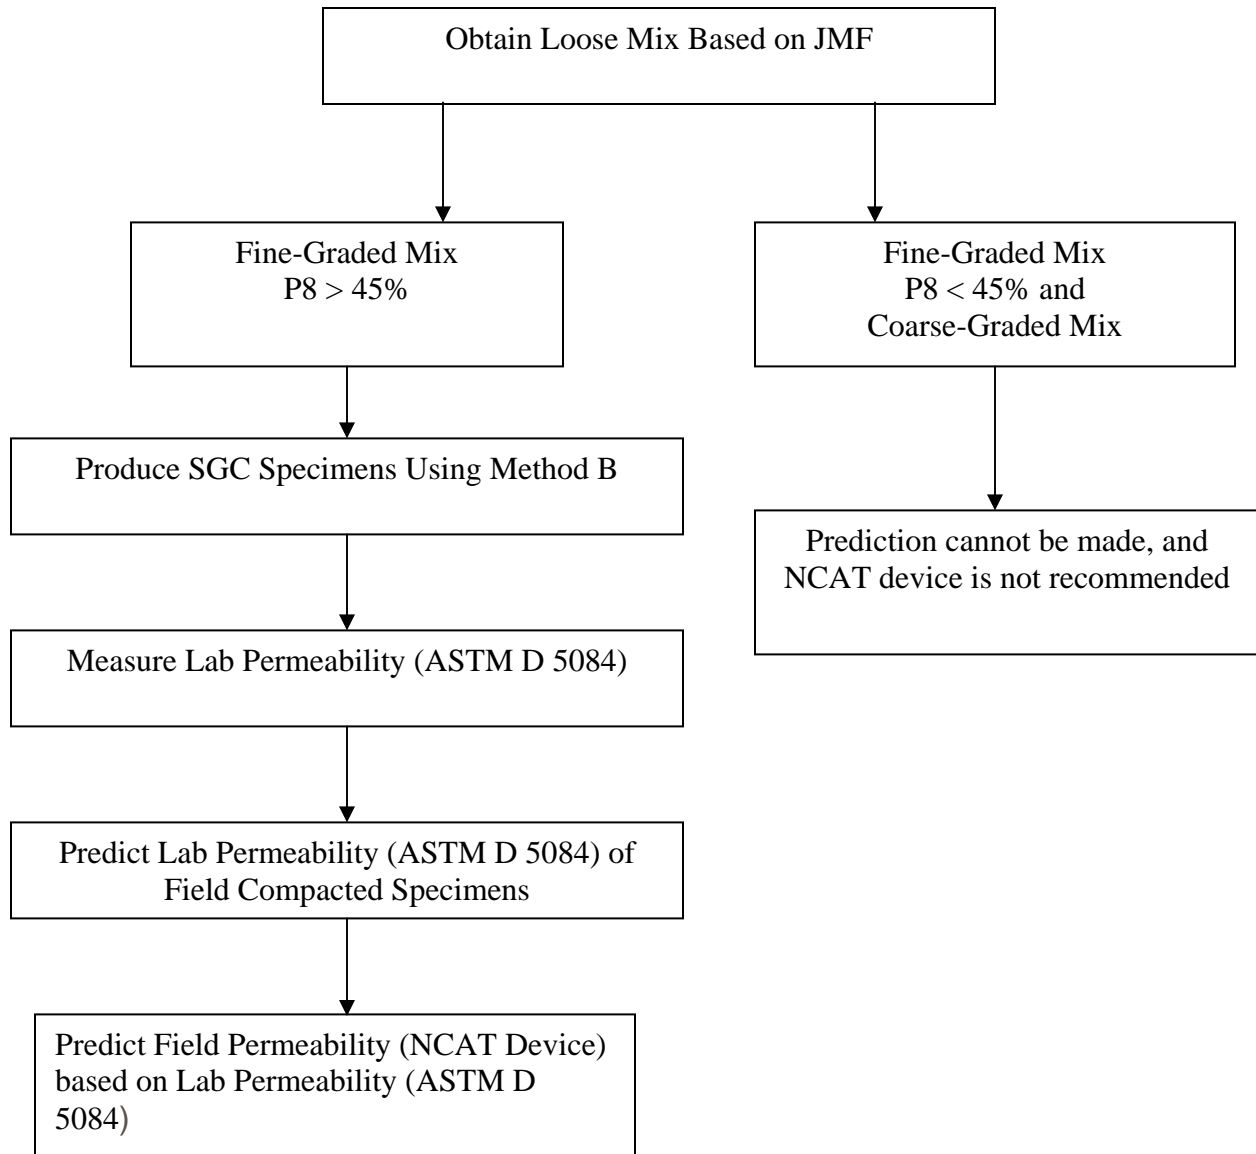 Obtain Loose Mix Based on JMF
Fine-Graded Mix
P8 > 45%
Fine-Graded Mix
P8 < 45% and
Coarse-Graded Mix
Produce SGC Specimens Using Method B
Prediction cannot be made, and
NCAT device is not recommended
Measure Lab Permeability (ASTM D 5084)
Predict Lab Permeability (ASTM D 5084) of
Field Compacted Specimens
Predict Field Permeability (NCAT Device)
based on Lab Permeability (ASTM D
5084)